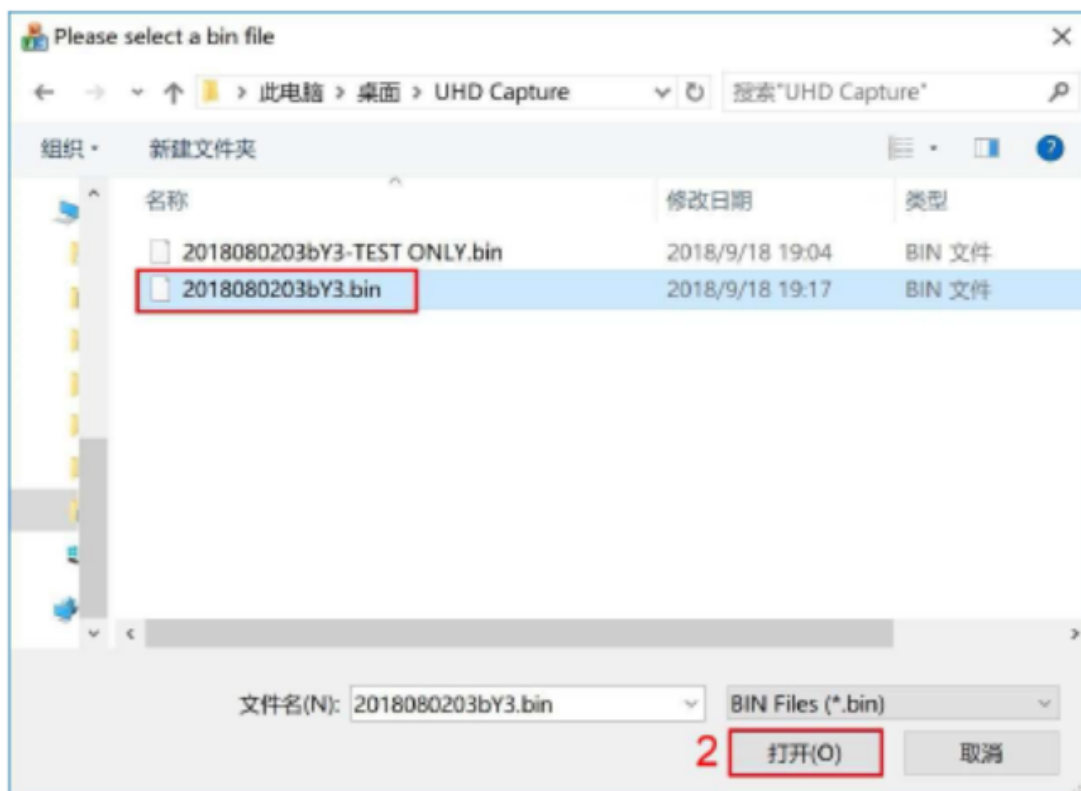 Please select a bin file
此电脑 > 桌面 > UHD Capture
搜索"UHD Capture"
组织
新建文件夹
名称 修改日期 类型
2018080203bY3-TEST ONLY.bin 2018/9/18 19:04 BIN 文件
2018080203bY3.bin 2018/9/18 19:17 BIN 文件
文件名(N): 2018080203bY3.bin BIN Files (*.bin)
2 打开(O) 取消